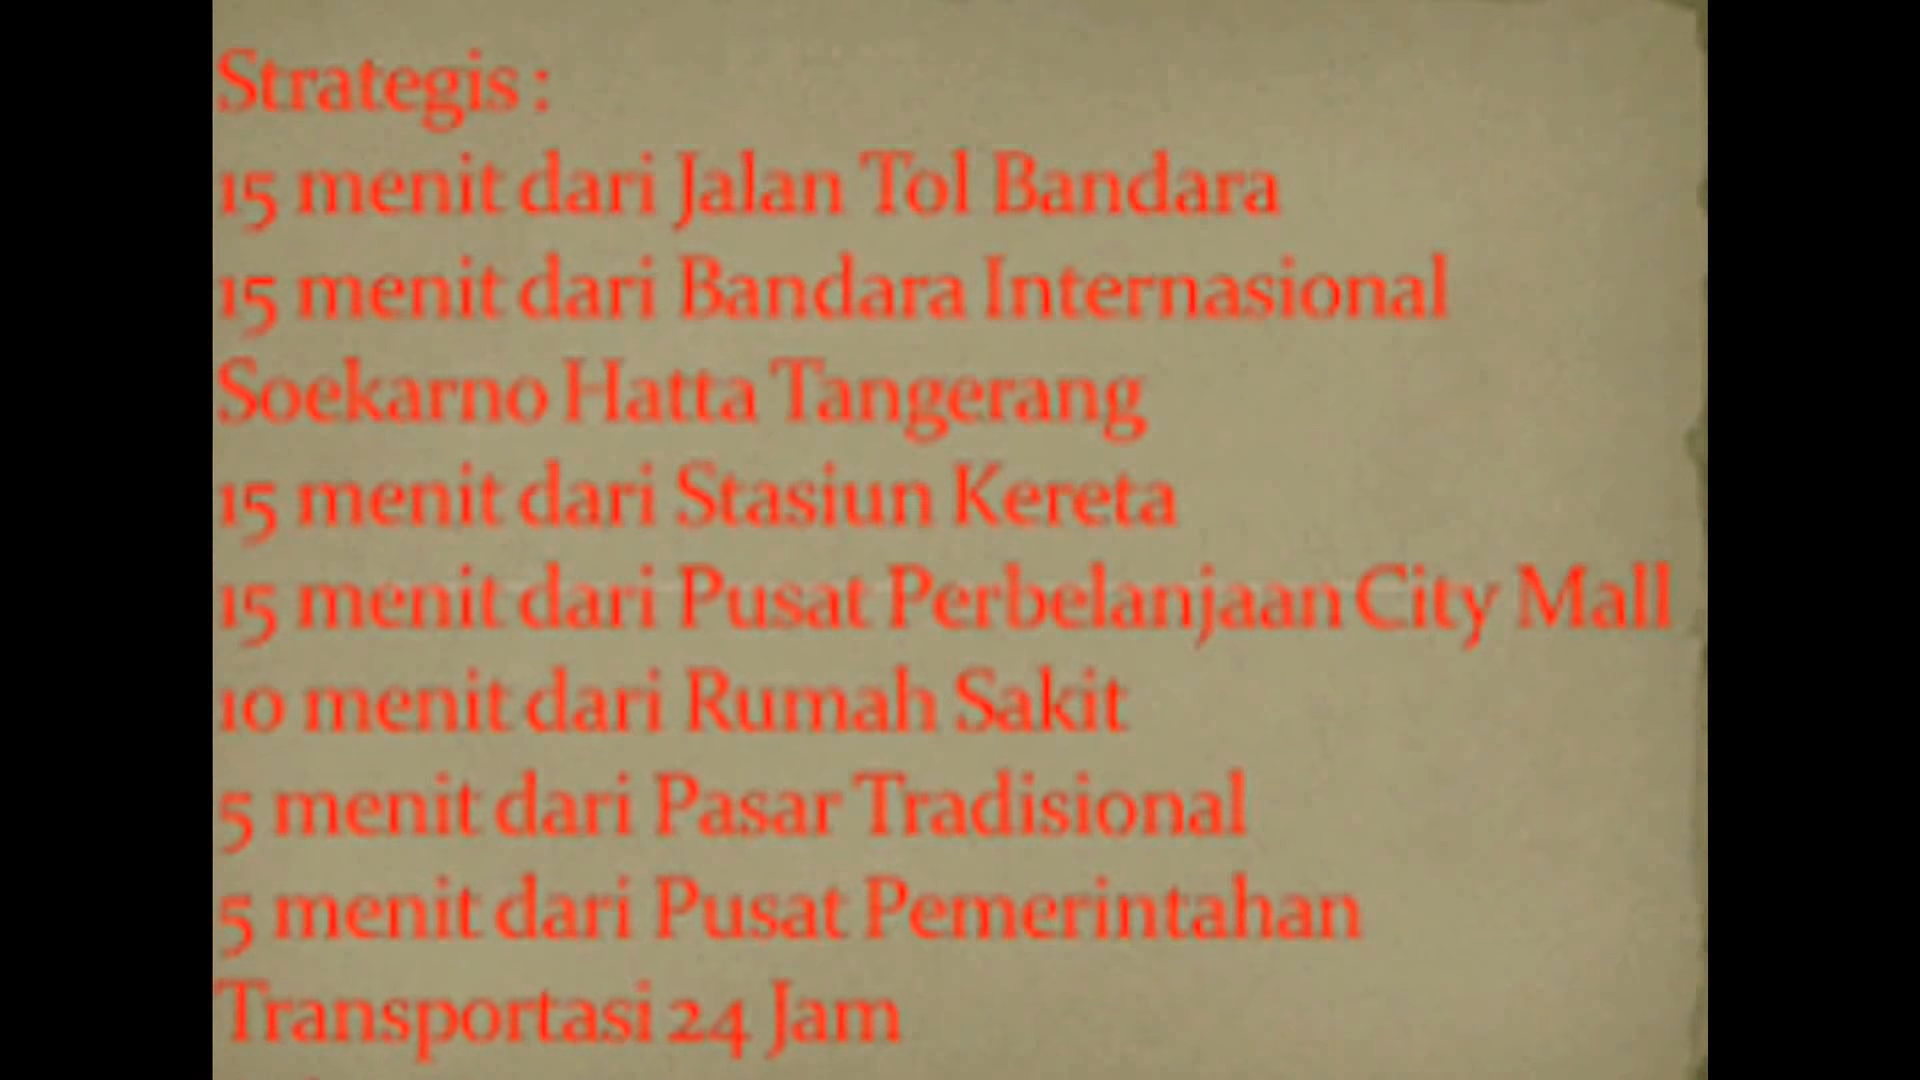 Strategis :
15 menit dari Jalan Tol Bandara
15 menit dari Bandara Internasional
Soekarno Hatta Tangerang
15 menit dari Stasiun Kereta
15 menit dari Pusat Perbelanjaan City Mall
10 menit dari Rumah Sakit
5 menit dari Pasar Tradisional
5 menit dari Pusat Pemerintahan
Transportasi 24 Jam